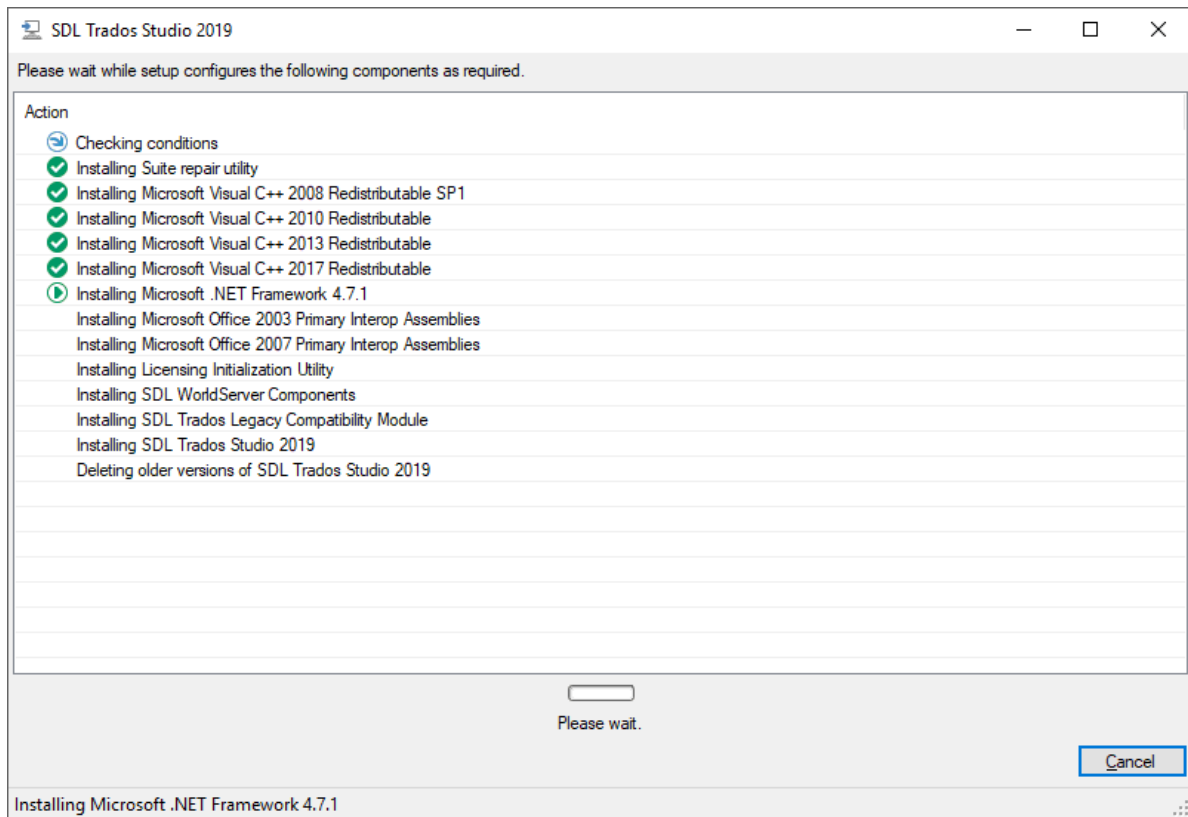 SDL Trados Studio 2019
Please wait while setup configures the following components as required.
Action
Checking conditions
Installing Suite repair utility
Installing Microsoft Visual C++ 2008 Redistributable SP1
Installing Microsoft Visual C++ 2010 Redistributable
Installing Microsoft Visual C++ 2013 Redistributable
Installing Microsoft Visual C++ 2017 Redistributable
Installing Microsoft .NET Framework 4.7.1
Installing Microsoft Office 2003 Primary Interop Assemblies
Installing Microsoft Office 2007 Primary Interop Assemblies
Installing Licensing Initialization Utility
Installing SDL WorldServer Components
Installing SDL Trados Legacy Compatibility Module
Installing SDL Trados Studio 2019
Deleting older versions of SDL Trados Studio 2019
Please wait.
Cancel
Installing Microsoft .NET Framework 4.7.1